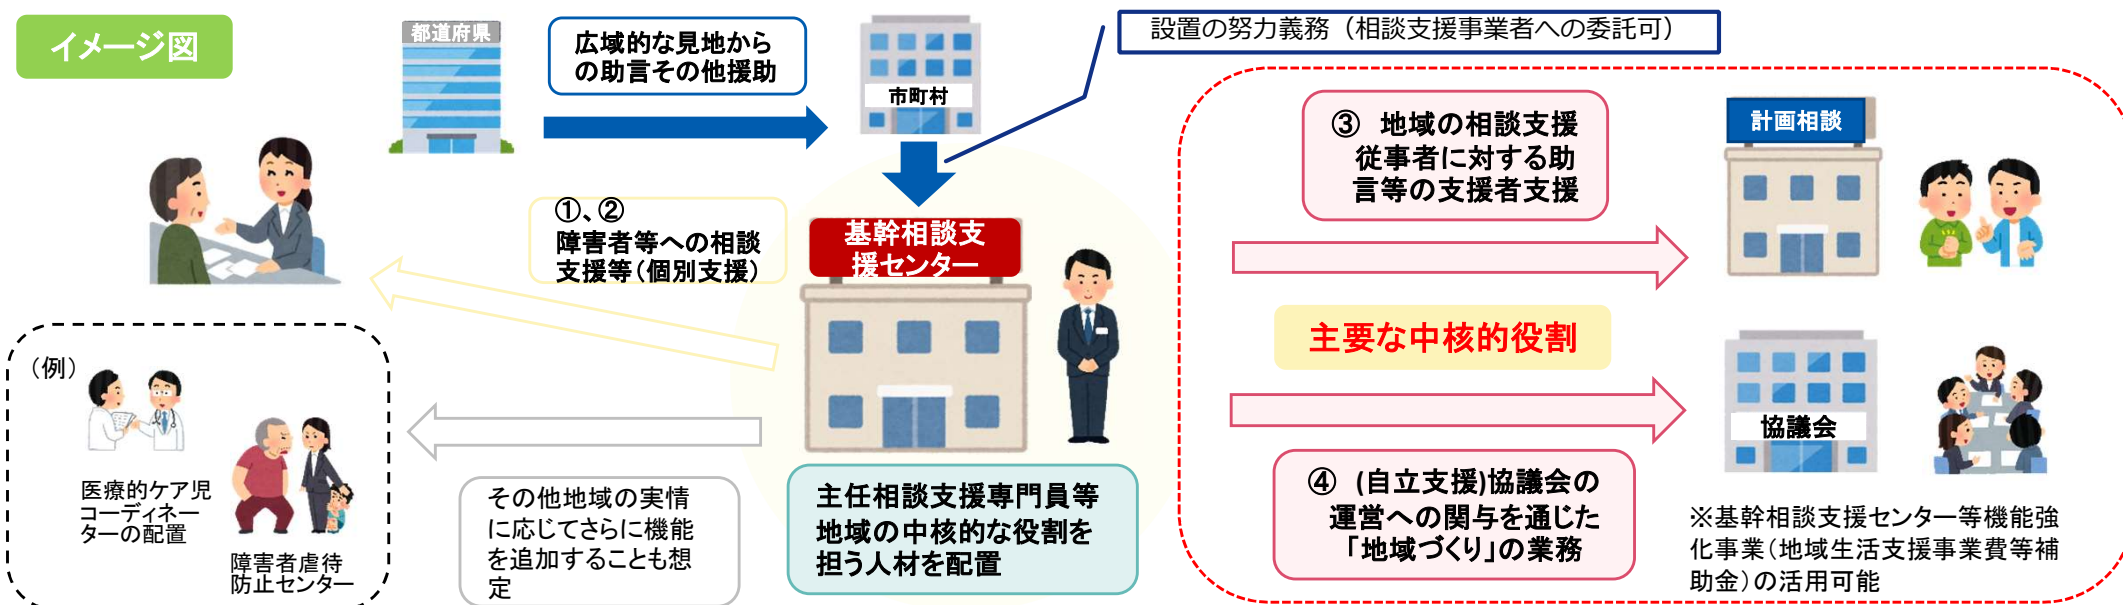 イメージ図
都道府県
広域的な見地から
の助言その他援助
市町村
設置の努力義務（相談支援事業者への委託可）
①、②
障害者等への相談
支援等（個別支援）
基幹相談支
援センター
③ 地域の相談支援
従事者に対する助
言等の支援者支援
計画相談
主要な中核的役割
（例）
医療的ケア児
コーディネー
ターの配置
障害者虐待
防止センター
その他地域の実情
に応じてさらに機能
を追加することも想
定
主任相談支援専門員等
地域の中核的な役割を
担う人材を配置
④ (自立支援)協議会の
運営への関与を通じた
「地域づくり」の業務
協議会
※基幹相談支援センター等機能強
化事業（地域生活支援事業費等補
助金）の活用可能